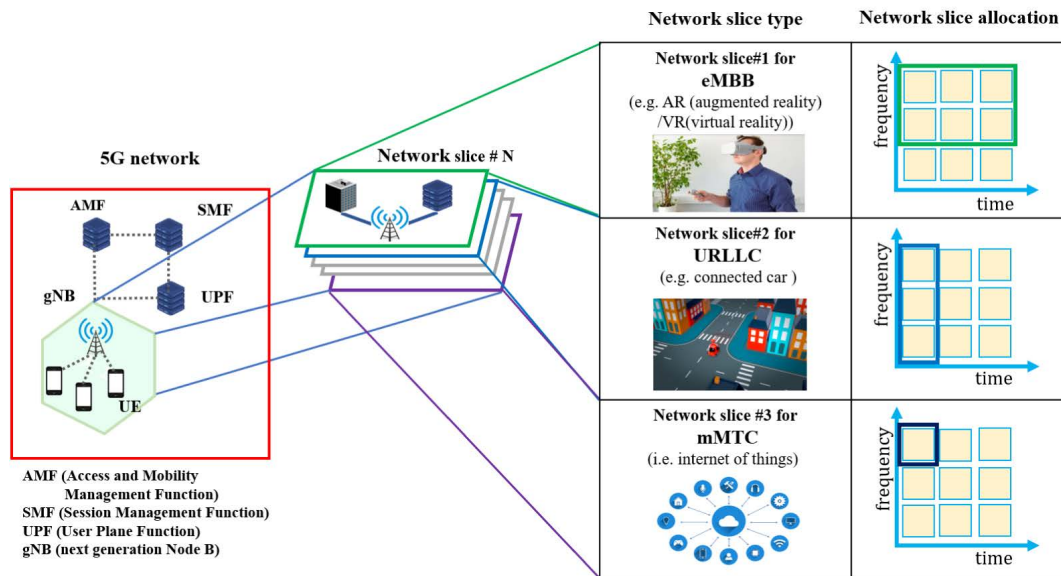 Network slice type
Network slice allocation
Network slice#1 for
eMBB
(e.g. AR (augmented reality)
/VR(virtual reality))
frequency
time
5G network
Network slice # N
AMF
SMF
gNB
UPF
UE
Network slice#2 for
URLLC
(e.g. connected car )
frequency
time
AMF (Access and Mobility
Management Function)
SMF (Session Management Function)
UPF (User Plane Function)
gNB (next generation Node B)
Network slice #3 for
mMTC
(i.e. internet of things)
frequency
time